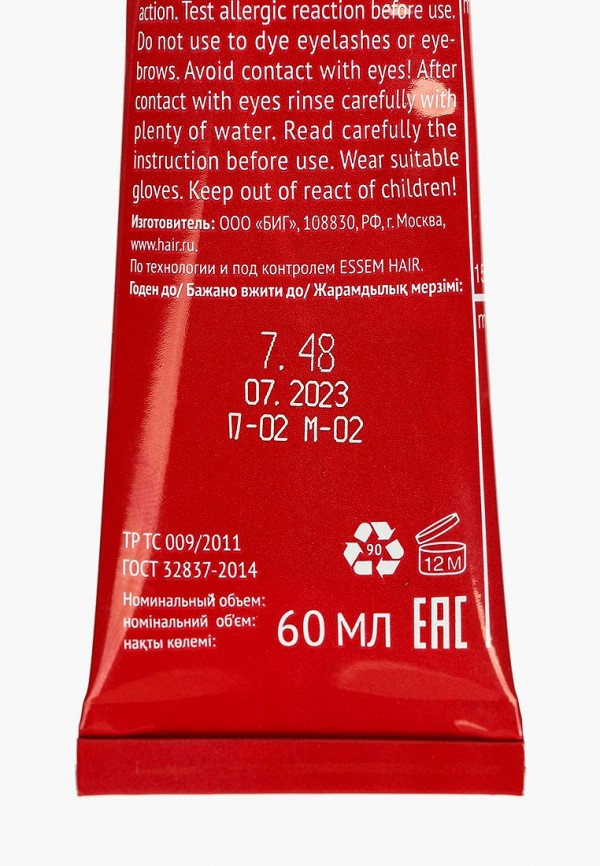 action. Test allergic reaction before use.
Do not use to dye eyelashes or eye-
brows. Avoid contact with eyes! After
contact with eyes rinse carefully with
plenty of water. Read carefully the
instruction before use. Wear suitable
gloves. Keep out of react of children!
Изготовитель: ООО «БИГ», 108830, РФ, г. Москва,
www.hair.ru.
По технологии и под контролем ESSEM HAIR.
Годен до/ Бажано вжити до/ Жарамдылық мерзімі:
7. 48
07. 2023
П-02 М-02
ТР ТС 009/2011
ГОСТ 32837-2014
90
12 M
Номинальный объем:
номінальний об'єм:
нақты көлемі:
60 МЛ EAC